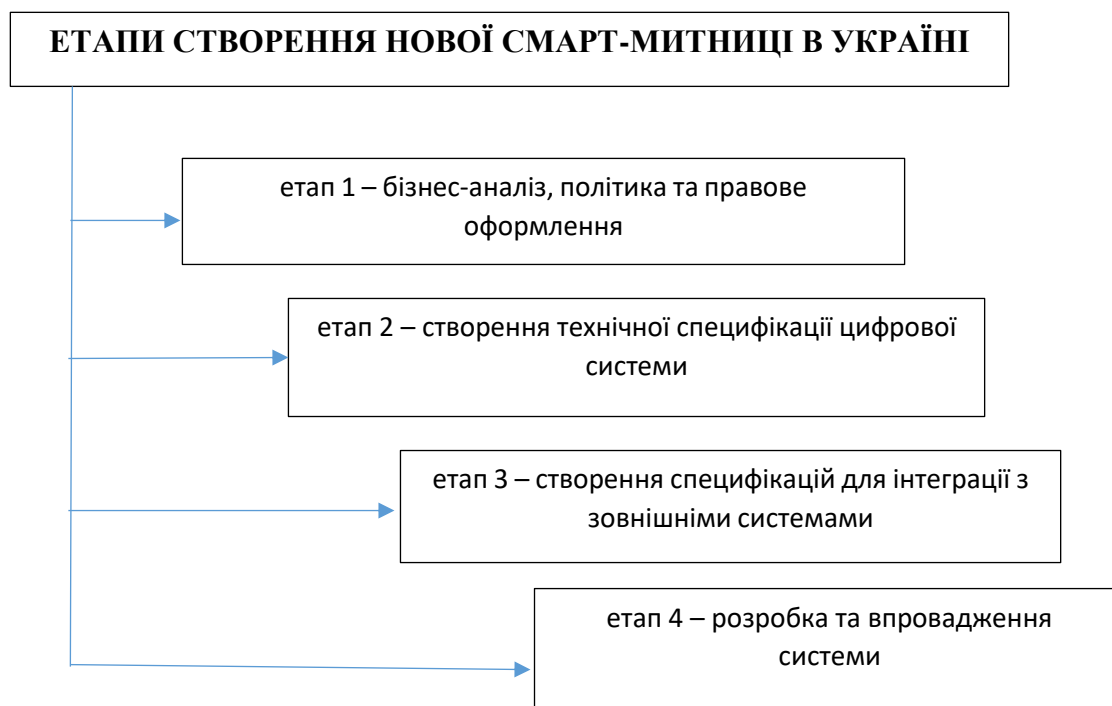 ЕТАПИ СТВОРЕННЯ НОВОЇ СМАРТ-МИТНИЦІ В УКРАЇНІ
етап 1 – бізнес-аналіз, політика та правове
оформлення
етап 2 – створення технічної специфікації цифрової
системи
етап 3 – створення специфікацій для інтеграції з
зовнішніми системами
етап 4 – розробка та впровадження
системи